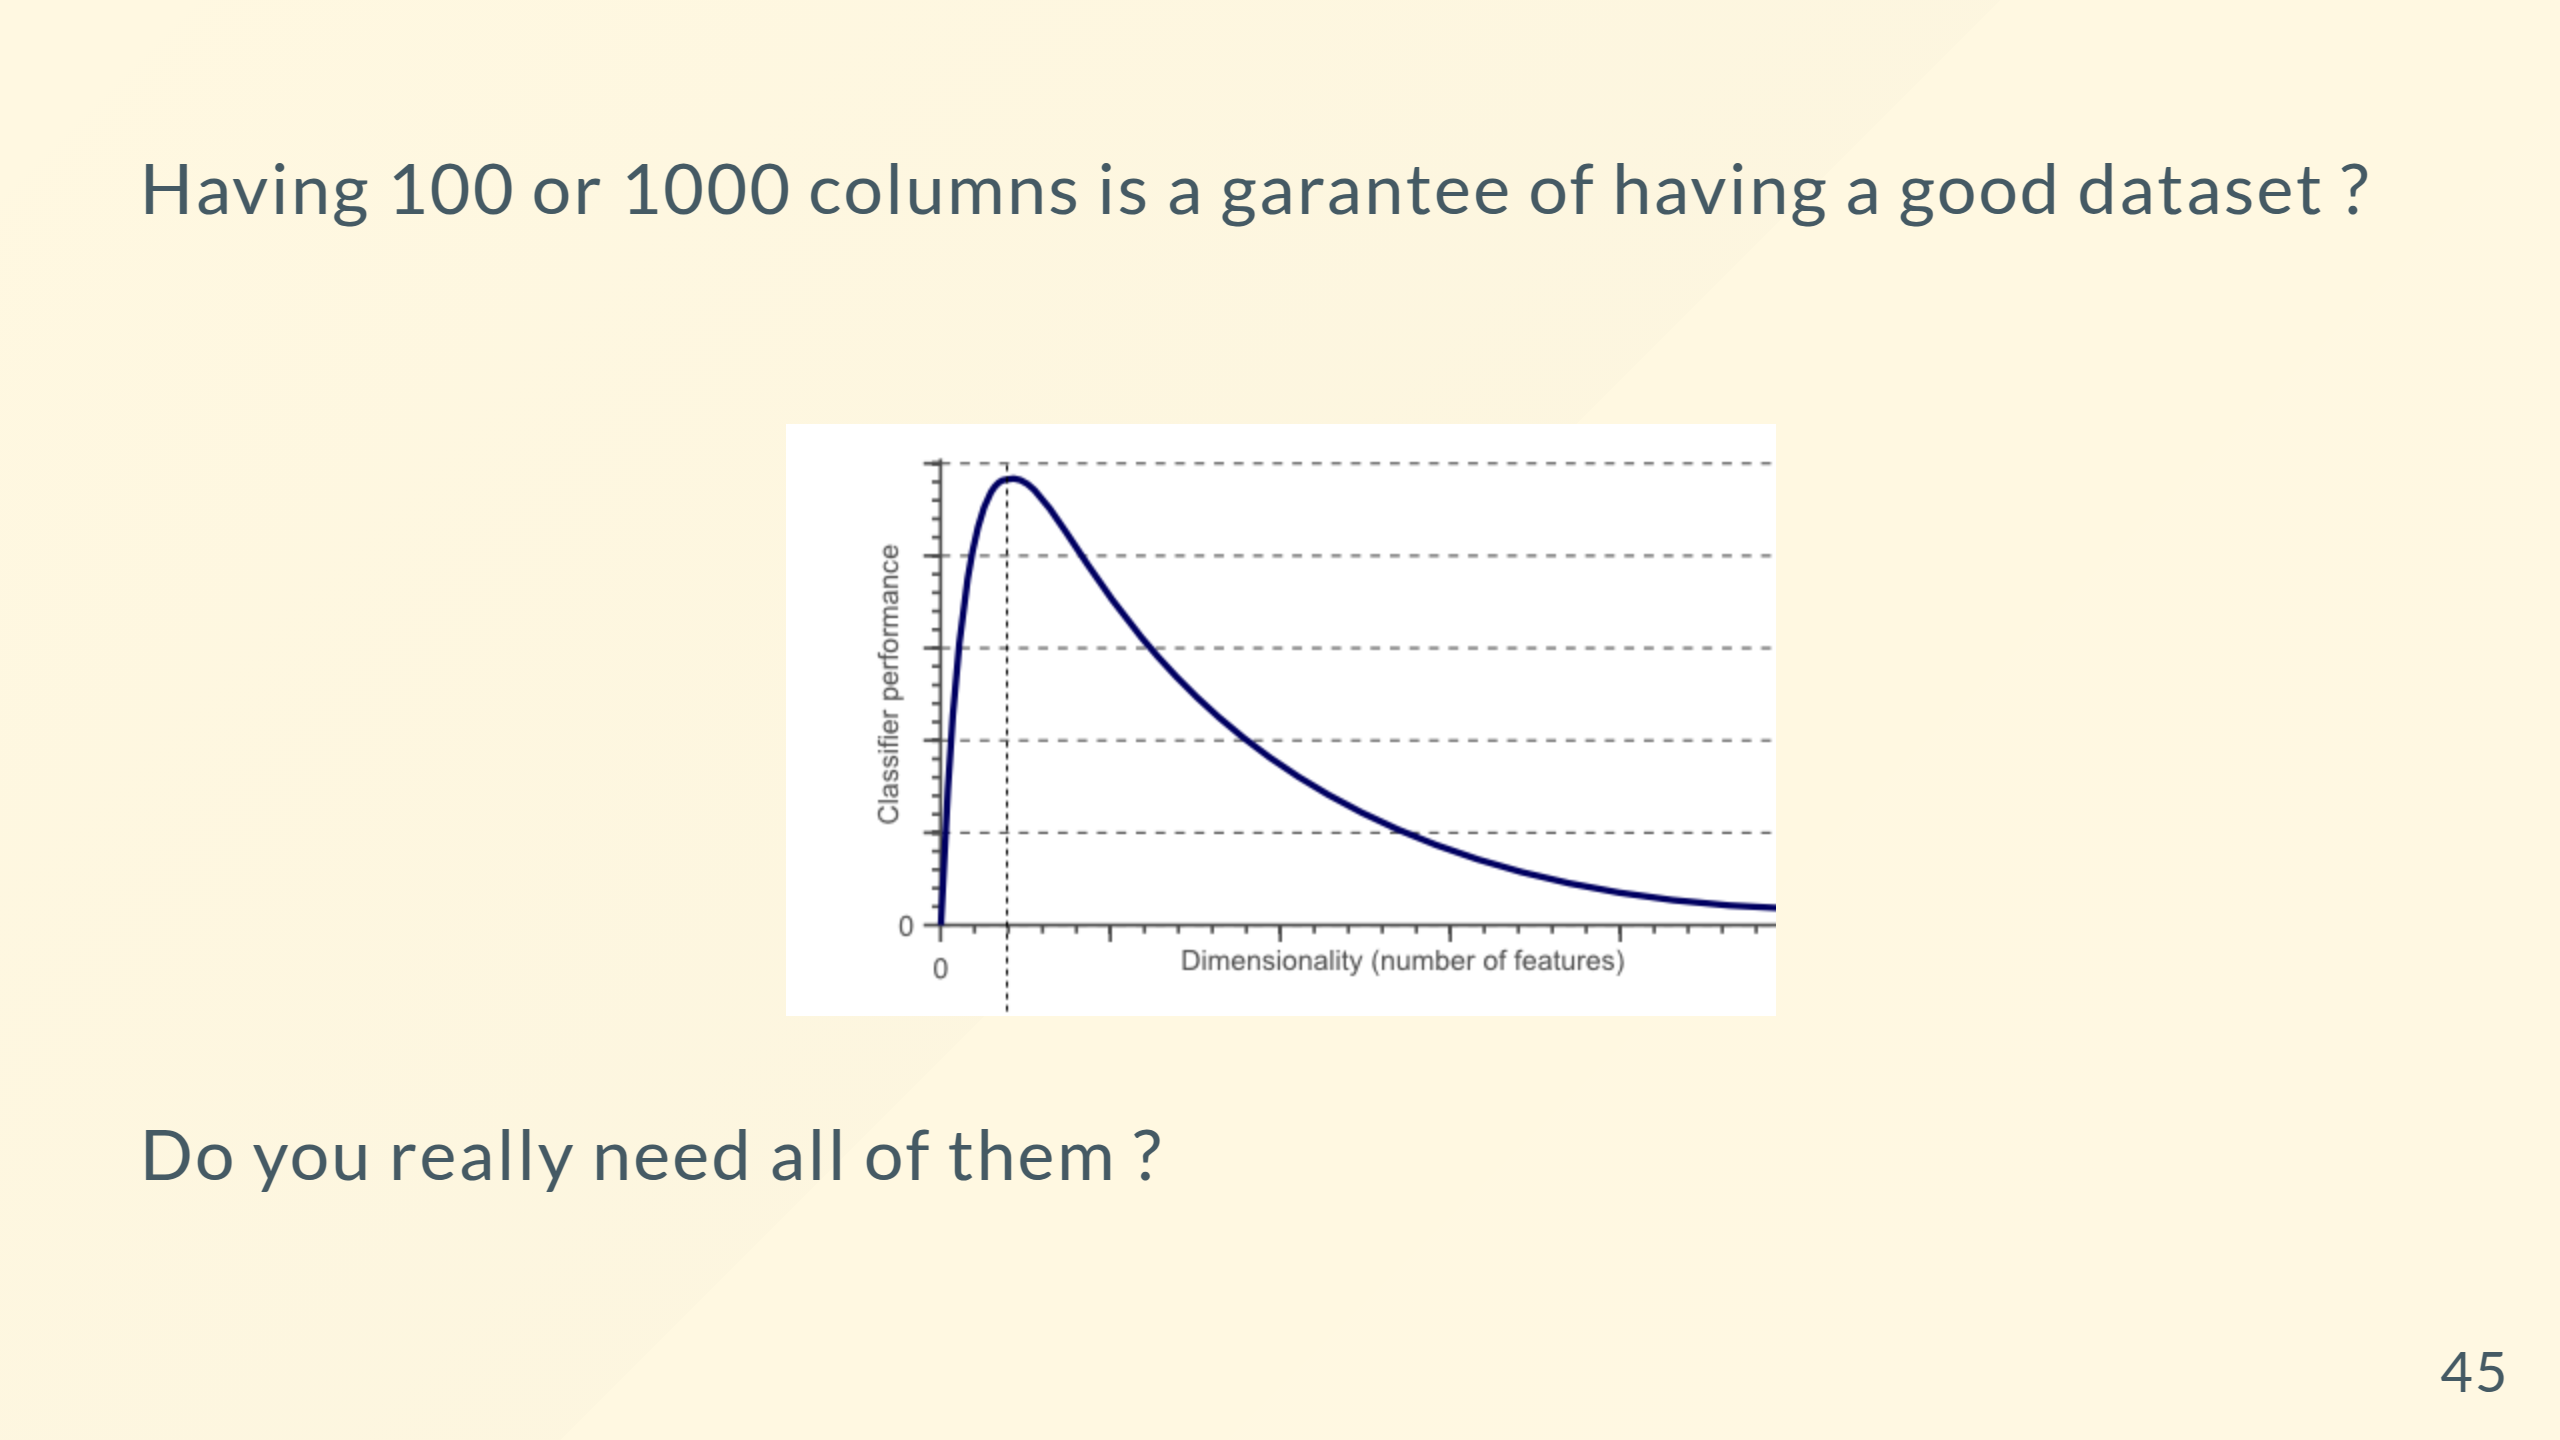 Having 100 or 1000 columns is a garantee of having a good dataset ?
Classifier performance
0
0
Dimensionality (number of features)
Do you really need all of them ?
45